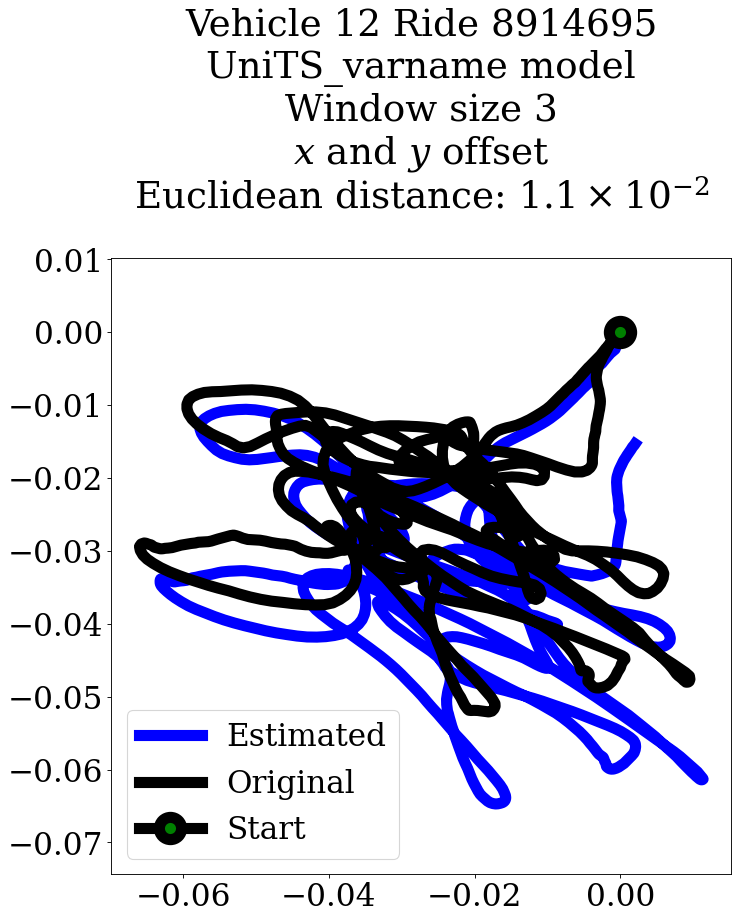 Vehicle 12 Ride 8914695
UniTS_varname model
Window size 3
x and y offset
Euclidean distance: 1.1 × 10⁻²
0.01
0.00
−0.01
−0.02
−0.03
−0.04
−0.05
−0.06
−0.07
Estimated
Original
Start
−0.06 −0.04 −0.02 0.00